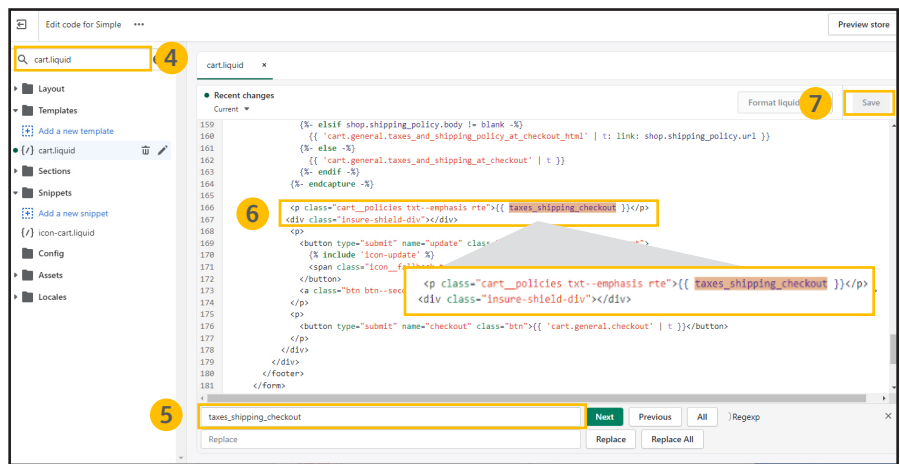 Edit code for Simple •••
Preview store
cart.liquid
4
cart.liquid ×
Layout
Templates
Add a new template
{/} cart.liquid
Sections
Snippets
Add a new snippet
{/} icon-cart.liquid
Config
Assets
Locales
Recent changes
Current
Format liquid
7
Save
159 {%- elsif shop.shipping_policy.body != blank -%}
160 {{ 'cart.general.taxes_and_shipping_policy_at_checkout_html' | t: link: shop.shipping_policy.url }}
161 {%- else -%}
162 {{ 'cart.general.taxes_and_shipping_at_checkout' | t }}
163 {%- endif -%}
164 {%- endcapture -%}
165
166 <p class="cart__policies txt--emphasis rte">{{ taxes_shipping_checkout }}</p>
6
167 <div class="insure-shield-div"></div>
168 <p>
169 <button type="submit" name="update" class
170 {% include 'icon-update' %}
171 <span class="icon__fallback
172 </button>
173 <a class="btn btn--seco
174 </p>
<p class="cart__policies txt--emphasis rte">{{ taxes_shipping_checkout }}</p>
<div class="insure-shield-div"></div>
175 <p>
176 <button type="submit" name="checkout" class="btn">{{ 'cart.general.checkout' | t }}</button>
177 </p>
178 </div>
179 </div>
180 </footer>
181 </form>
5
taxes_shipping_checkout
Next
Previous
All
)Regexp
×
Replace
Replace
Replace All